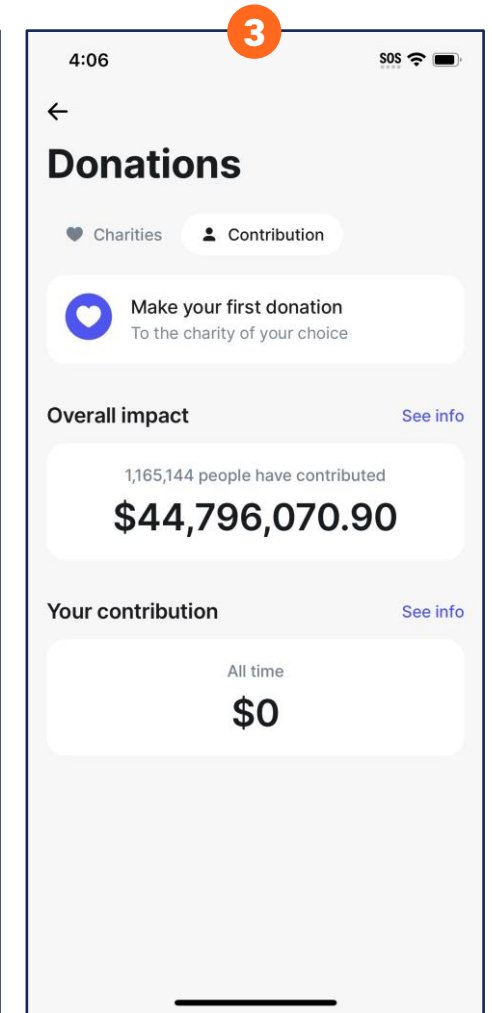 3
4:06 SOS
Donations
Charities Contribution
Make your first donation
To the charity of your choice
Overall impact See info
1,165,144 people have contributed
$44,796,070.90
Your contribution See info
All time
$0